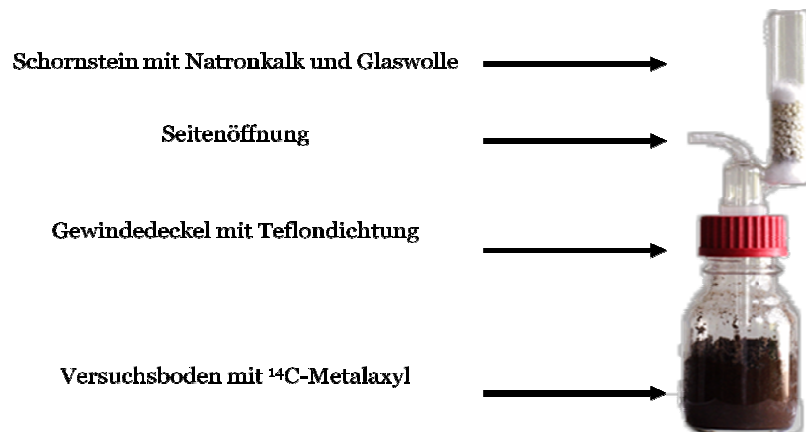 Schornstein mit Natronkalk und Glaswolle
Seitenöffnung
Gewindedeckel mit Teflondichtung
Versuchsboden mit ¹⁴C-Metalaxyl